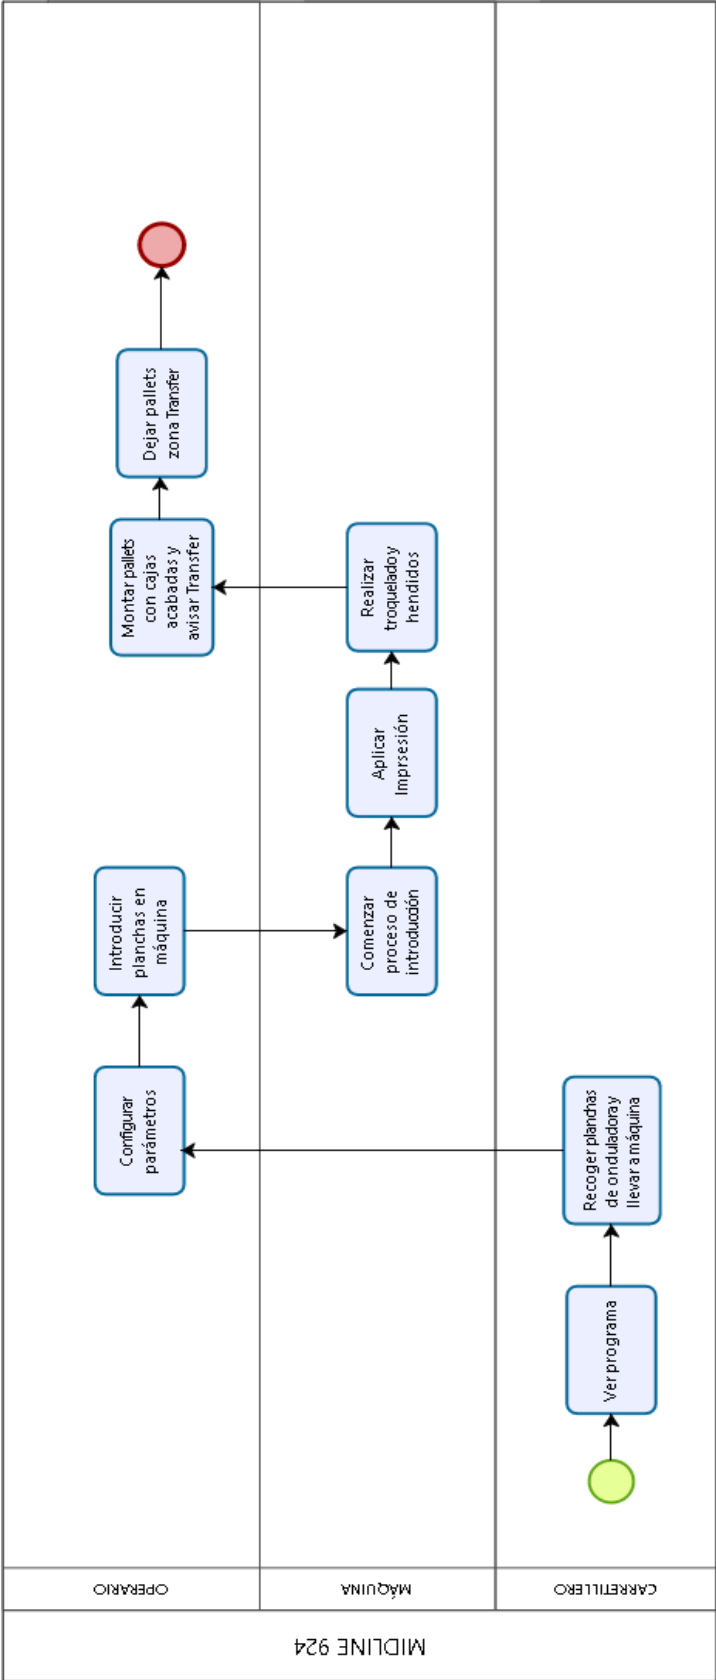 MIDLINE 924
OPERARIO
MÁQUINA
CARRETILLERO
Ver programa
Recoger planchas
de onduladora y
llevar a máquina
Configurar
parámetros
Introducir
planchas en
máquina
Comenzar
proceso de
introducción
Aplicar
Imprsesión
Realizar
troquelado y
hendidos
Montar pallets
con cajas
acabadas y
avisar Transfer
Dejar pallets
zona Transfer